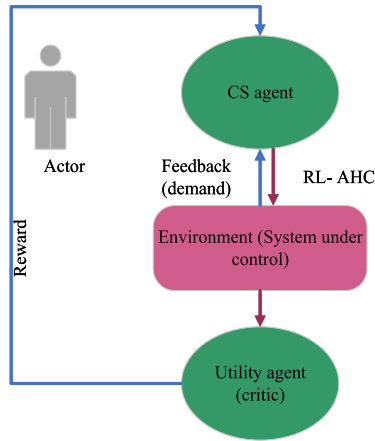 CS agent
Actor
Feedback
(demand)
RL- AHC
Environment (System under
control)
Reward
Utility agent
(critic)